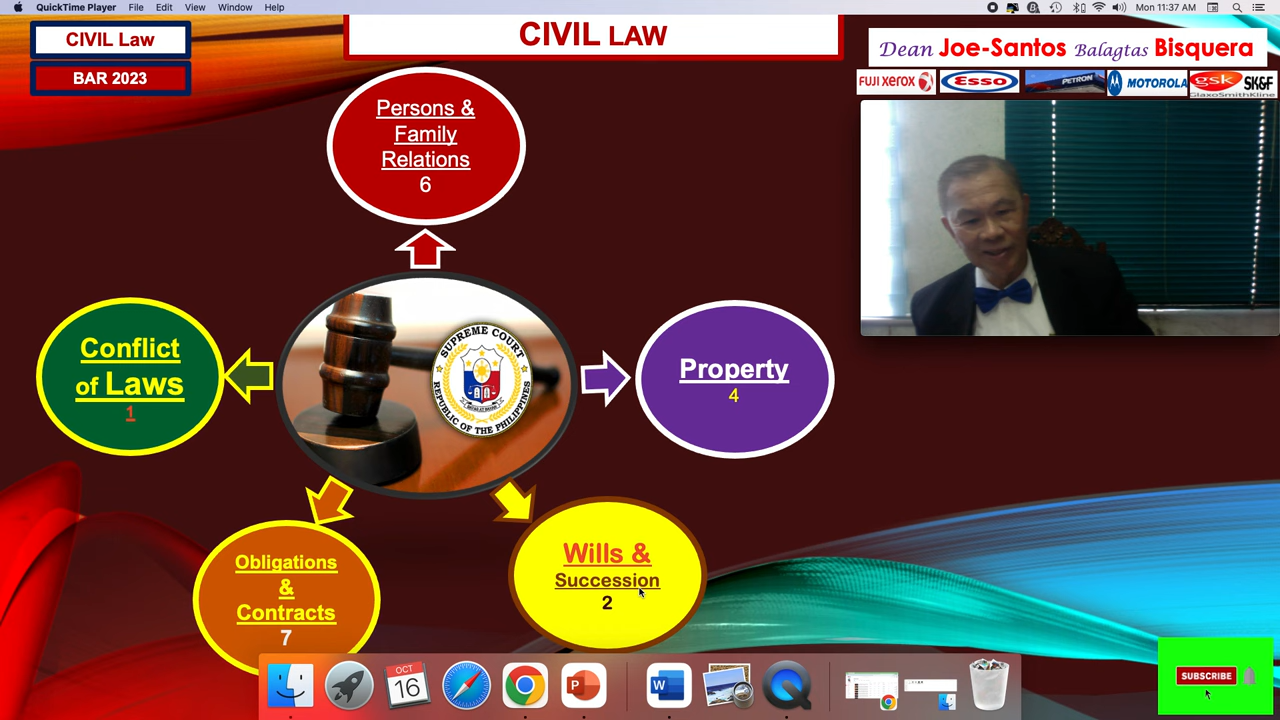 QuickTime Player File Edit View Window Help
Mon 11:37 AM
CIVIL Law
BAR 2023
CIVIL LAW
Dean Joe-Santos Balagtas Bisquera
FUJI XEROX
Esso
PETRON
MOTOROLA
gsk
GlaxoSmithKline
SK&F
Persons &
Family
Relations
6
Conflict
of Laws
1
SUPREME COURT
REPUBLIC OF THE PHILIPPINES
Property
4
Obligations
&
Contracts
7
Wills &
Succession
2
OCT
16
P
W
SUBSCRIBE